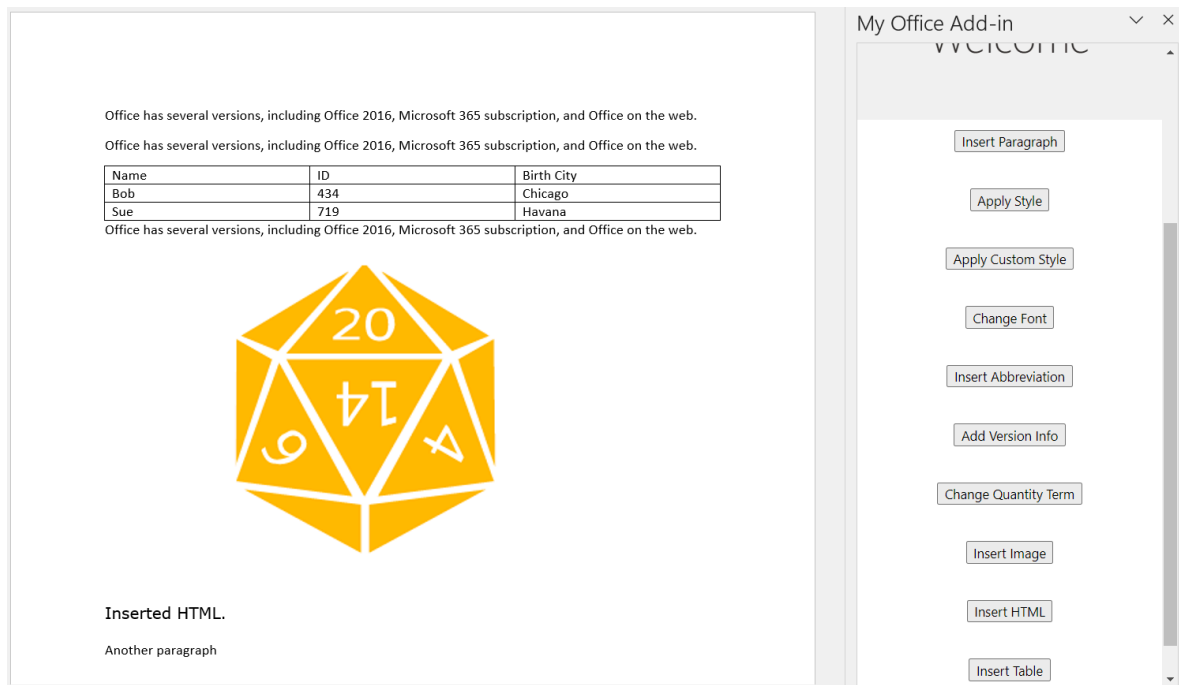 Office has several versions, including Office 2016, Microsoft 365 subscription, and Office on the web.
Office has several versions, including Office 2016, Microsoft 365 subscription, and Office on the web.
Name ID Birth City
Bob 434 Chicago
Sue 719 Havana
Office has several versions, including Office 2016, Microsoft 365 subscription, and Office on the web.
20
14
9
4
Inserted HTML.
Another paragraph
My Office Add-in
Welcome
Insert Paragraph
Apply Style
Apply Custom Style
Change Font
Insert Abbreviation
Add Version Info
Change Quantity Term
Insert Image
Insert HTML
Insert Table